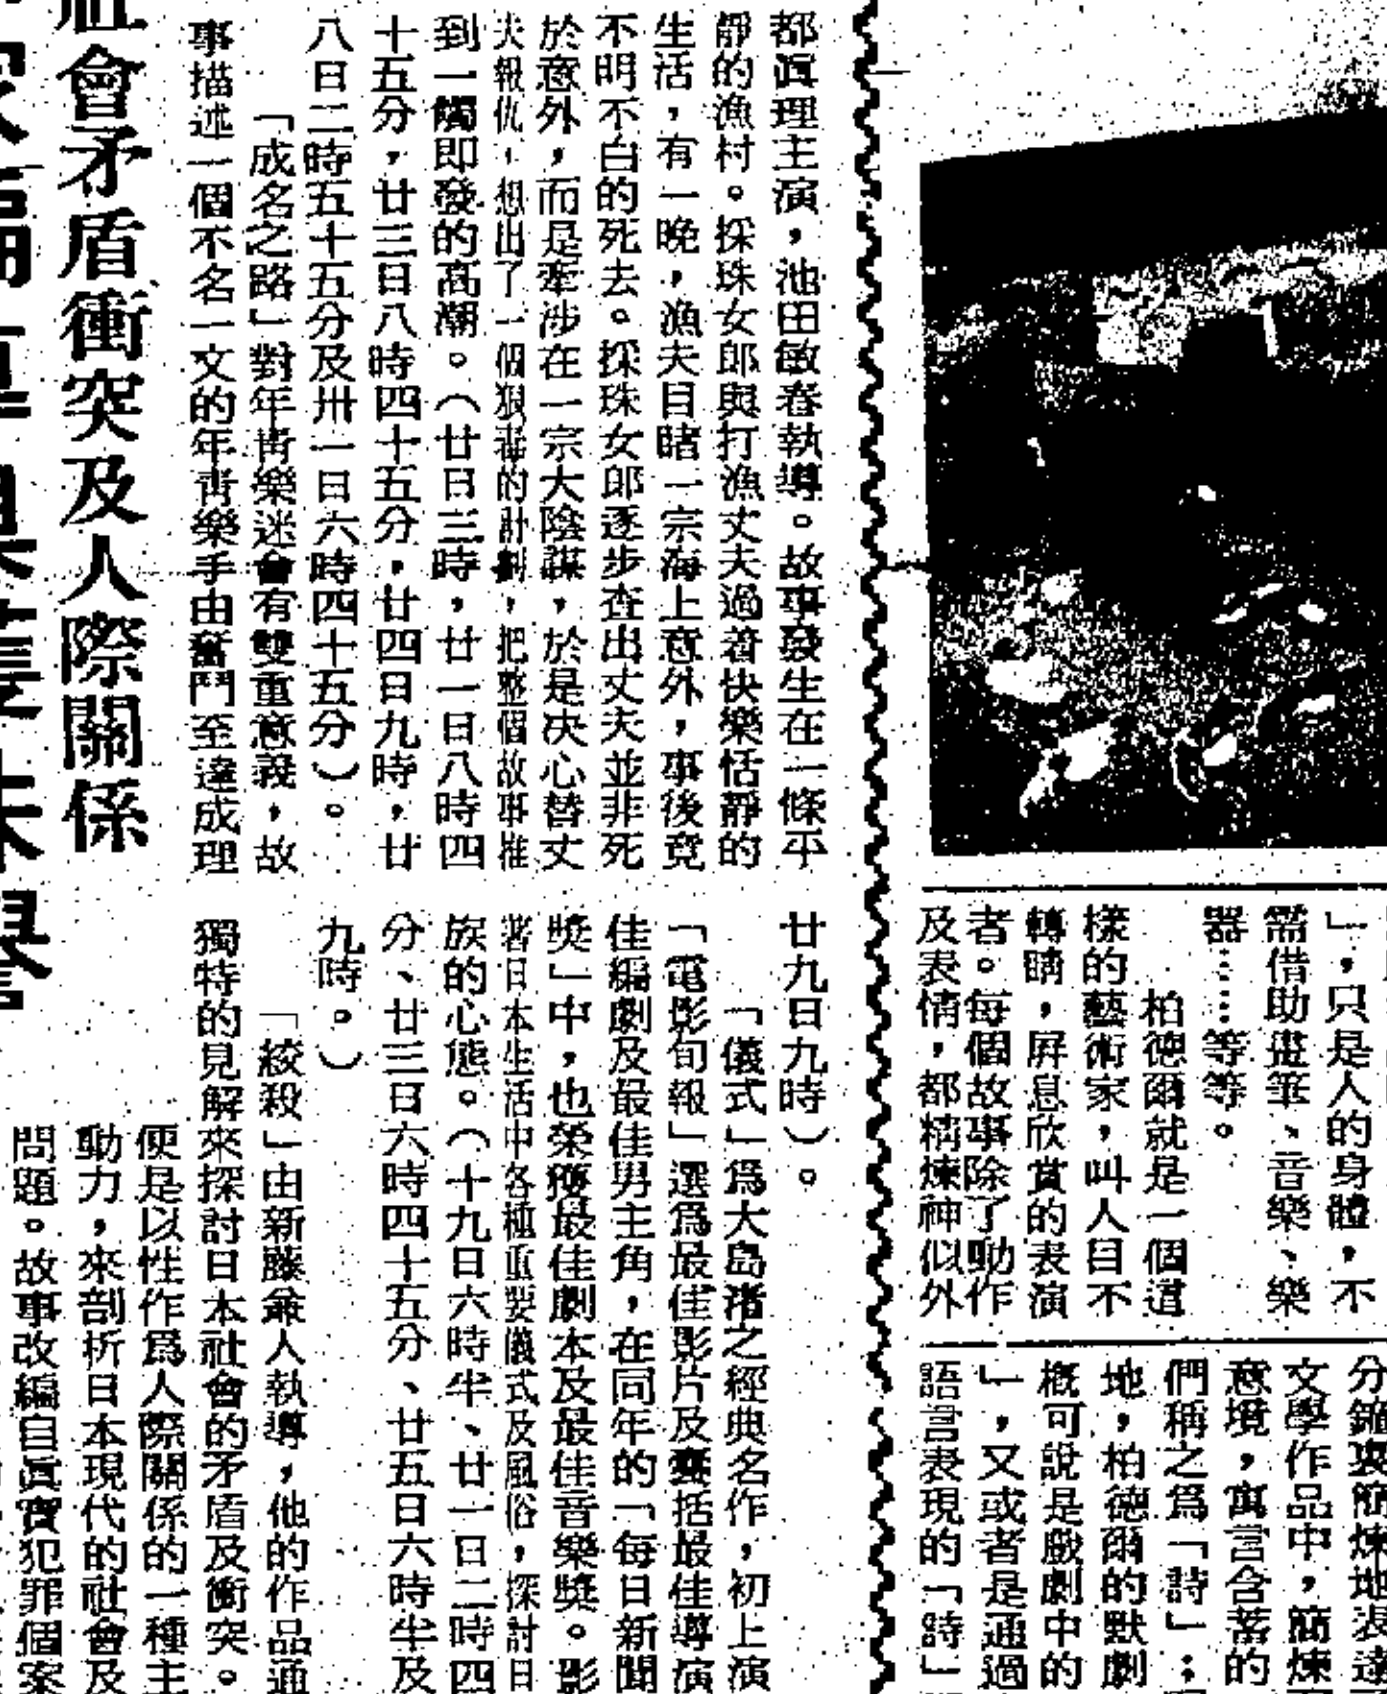 都眞理主演，池田敏春執導。故事發生在一條平
靜的漁村。採珠女郎與打漁丈夫過着快樂恬靜的
生活，有一晚，漁夫目睹一宗海上意外，事後竟
不明不白的死去。採珠女郎逐步查出丈夫並非死
於意外，而是牽涉在一宗大陰謀，於是决心替丈
夫報仇，想出了一個狠毒的計劃，把整個故事推
到一觸即發的高潮。（廿日三時，廿一日八時四
十五分，廿三日八時四十五分，廿四日九時，廿
八日二時五十五分及卅一日六時四十五分）。
「成名之路」對年靑樂迷會有雙重意義，故
事描述一個不名一文的年靑樂手由奮鬥至達成理
社會矛盾衝突及人際關係
廿九日九時）。
「儀式」爲大島渚之經典名作，初上演
「電影旬報」選爲最佳影片及囊括最佳導演
佳編劇及最佳男主角，在同年的「每日新聞
獎」中，也榮獲最佳劇本及最佳音樂獎。影
著日本生活中各種重要儀式及風俗，探討日
族的心態。（十九日六時半、廿一日二時四
分、廿三日六時四十五分、廿五日六時半及
九時。）
「絞殺」由新藤兼人執導，他的作品通
獨特的見解來探討日本社會的矛盾及衝突。
便是以性作爲人際關係的一種主
動力，來剖析日本現代的社會及
問題。故事改編自眞實犯罪個案
」，只是人的身體，不
需借助畫筆、音樂、樂
器……等等。
柏德爾就是一個這
樣的藝術家，叫人目不
轉睛，屏息欣賞的表演
者。每個故事除了動作
及表情，都精煉神似外
分鐘裏簡煉地表達
文學作品中，簡煉
意境，寓言含蓄的
們稱之爲「詩」；
地，柏德爾的默劇
概可說是戲劇中的
」，又或者是通過
語言表現的「詩」